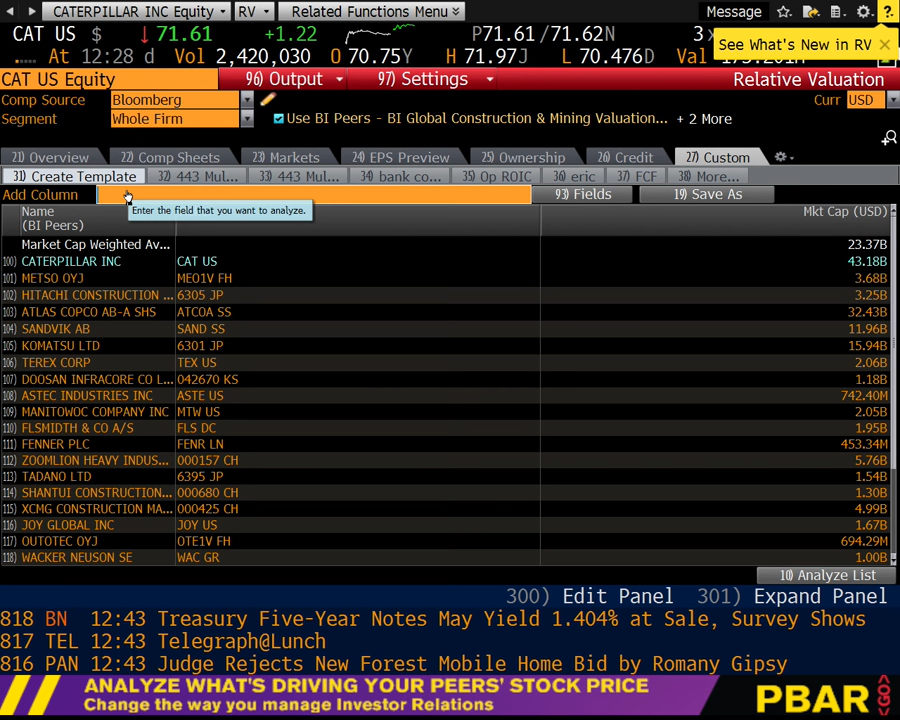 CATERPILLAR INC Equity RV Related Functions Menu Message ?
CAT US $ ↓71.61 +1.22 P71.61/71.62N
At 12:28 d Vol 2,420,030 O 70.75Y H 71.97J L 70.476D Val
See What's New in RV ×
CAT US Equity 96) Output 97) Settings Relative Valuation
Comp Source Bloomberg Curr USD
Segment Whole Firm Use BI Peers - BI Global Construction & Mining Valuation... + 2 More
21) Overview 22) Comp Sheets 23) Markets 24) EPS Preview 25) Ownership 26) Credit 27) Custom
31) Create Template 32) 443 Mul... 33) 443 Mul... 34) bank co... 35) Op ROIC 36) eric 37) FCF 38) More...
Add Column 93) Fields 19) Save As
Enter the field that you want to analyze.
Name Mkt Cap (USD)
(BI Peers)
Market Cap Weighted Av... 23.37B
100) CATERPILLAR INC CAT US 43.18B
101) METSO OYJ MEO1V FH 3.68B
102) HITACHI CONSTRUCTION ... 6305 JP 3.25B
103) ATLAS COPCO AB-A SHS ATCOA SS 32.43B
104) SANDVIK AB SAND SS 11.96B
105) KOMATSU LTD 6301 JP 15.94B
106) TEREX CORP TEX US 2.06B
107) DOOSAN INFRACORE CO L... 042670 KS 1.18B
108) ASTEC INDUSTRIES INC ASTE US 742.40M
109) MANITOWOC COMPANY INC MTW US 2.05B
110) FLSMIDTH & CO A/S FLS DC 1.95B
111) FENNER PLC FENR LN 453.34M
112) ZOOMLION HEAVY INDUS... 000157 CH 5.76B
113) TADANO LTD 6395 JP 1.54B
114) SHANTUI CONSTRUCTION... 000680 CH 1.30B
115) XCMG CONSTRUCTION MA... 000425 CH 4.99B
116) JOY GLOBAL INC JOY US 1.67B
117) OUTOTEC OYJ OTE1V FH 694.29M
118) WACKER NEUSON SE WAC GR 1.00B
10) Analyze List
300) Edit Panel 301) Expand Panel
818 BN 12:43 Treasury Five-Year Notes May Yield 1.404% at Sale, Survey Shows
817 TEL 12:43 Telegraph@Lunch
816 PAN 12:43 Judge Rejects New Forest Mobile Home Bid by Romany Gipsy
ANALYZE WHAT'S DRIVING YOUR PEERS' STOCK PRICE
Change the way you manage Investor Relations
PBAR <GO>